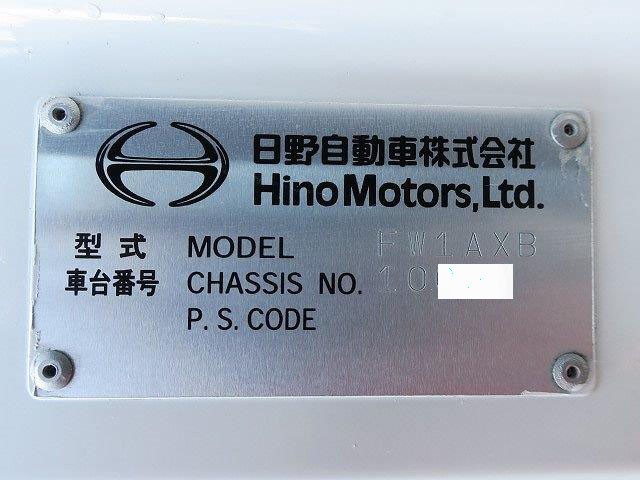 日野自動車株式会社
Hino Motors, Ltd.
型式 MODEL FW1AXB
車台番号 CHASSIS NO. 10
P. S. CODE